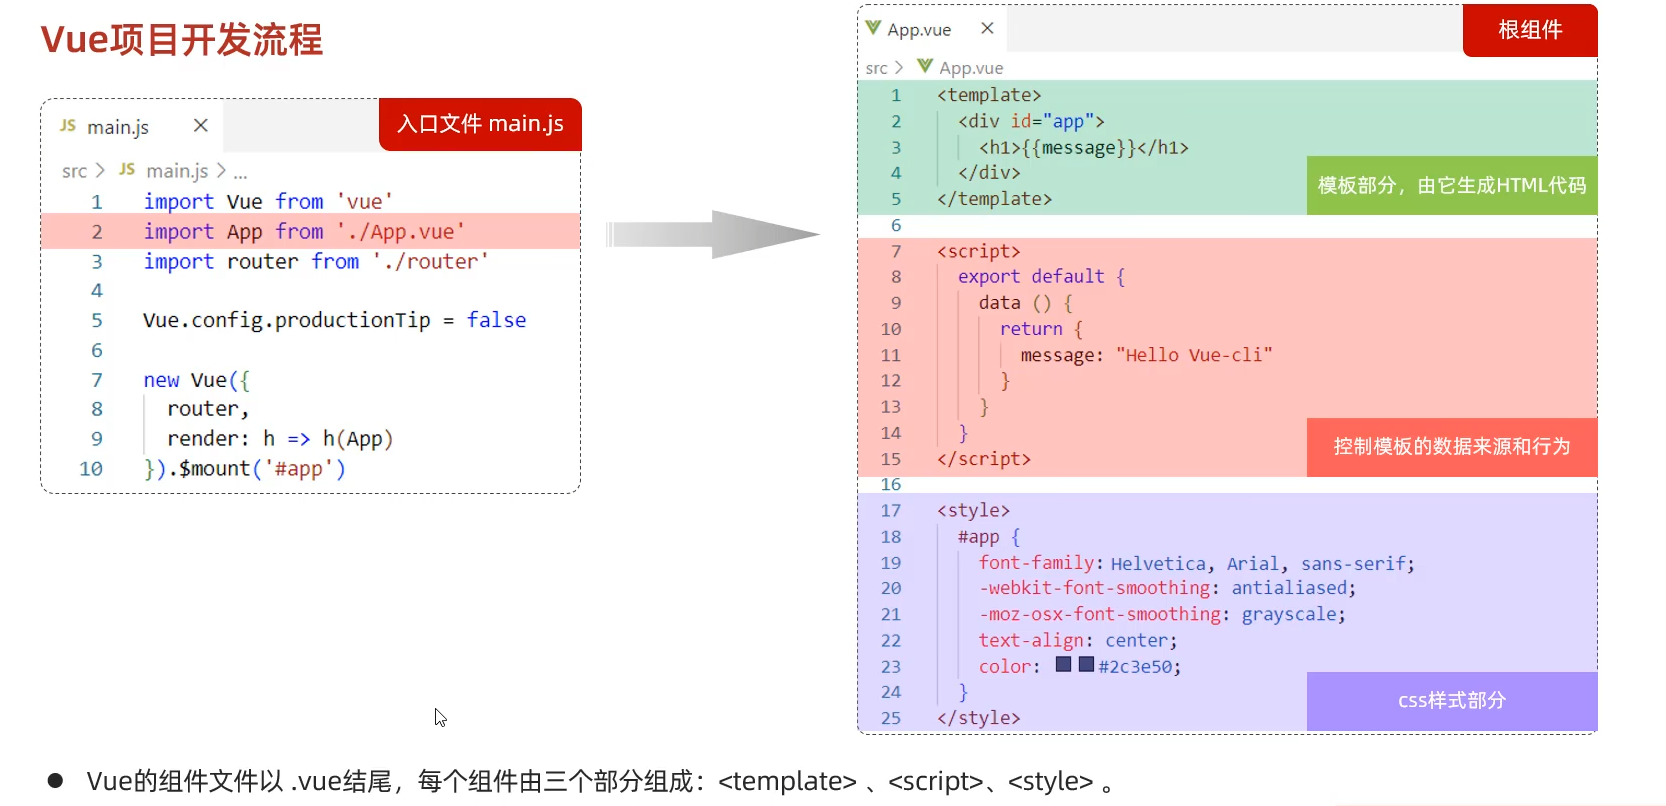 Vue项目开发流程
JS main.js ×
入口文件 main.js
src > JS main.js > ...
1 import Vue from 'vue'
2 import App from './App.vue'
3 import router from './router'
4
5 Vue.config.productionTip = false
6
7 new Vue({
8 router,
9 render: h => h(App)
10 }).$mount('#app')
App.vue ×
根组件
src > App.vue
1 <template>
2 <div id="app">
3 <h1>{{message}}</h1>
4 </div>
5 </template>
模板部分，由它生成HTML代码
6
7 <script>
8 export default {
9 data () {
10 return {
11 message: "Hello Vue-cli"
12 }
13 }
14 }
15 </script>
控制模板的数据来源和行为
16
17 <style>
18 #app {
19 font-family: Helvetica, Arial, sans-serif;
20 -webkit-font-smoothing: antialiased;
21 -moz-osx-font-smoothing: grayscale;
22 text-align: center;
23 color: #2c3e50;
24 }
25 </style>
css样式部分
● Vue的组件文件以 .vue结尾，每个组件由三个部分组成：<template> 、<script>、<style> 。